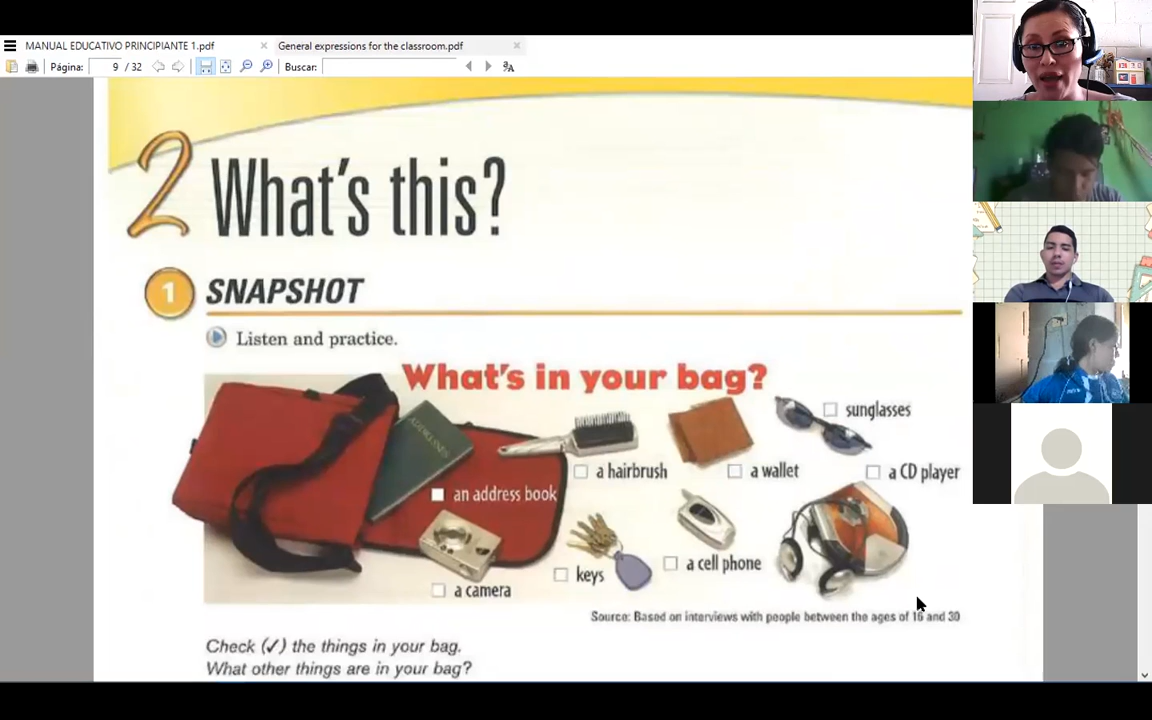 MANUAL EDUCATIVO PRINCIPIANTE 1.pdf
General expressions for the classroom.pdf
Página: 9 / 32 Buscar:
2 What's this?
1 SNAPSHOT
Listen and practice.
What's in your bag?
ADDRESSES
sunglasses
a hairbrush
a wallet
a CD player
an address book
a cell phone
keys
a camera
Source: Based on interviews with people between the ages of 16 and 30
Check (✓) the things in your bag.
What other things are in your bag?